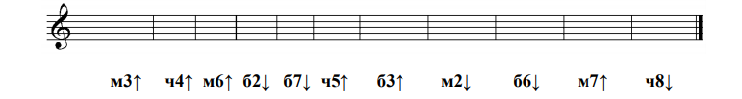 м3↑ ч4↑ м6↑ б2↓ б7↓ ч5↑ б3↑ м2↓ б6↓ м7↑ ч8↓